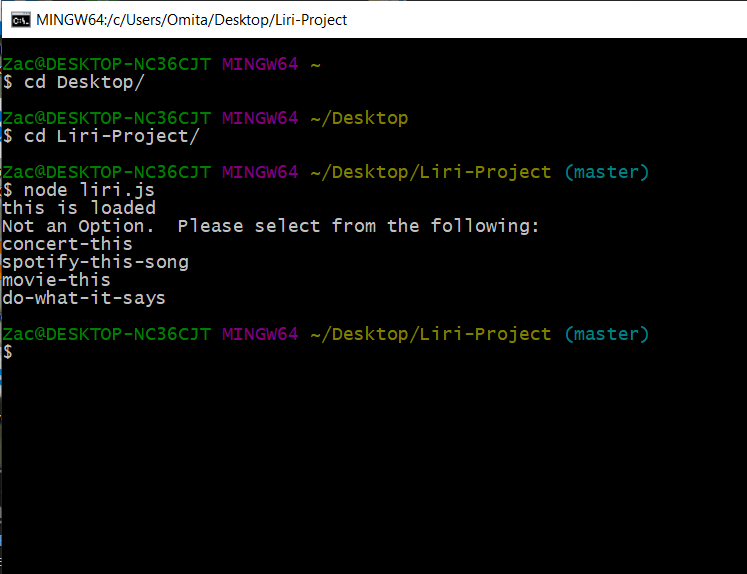 MINGW64:/c/Users/Omita/Desktop/Liri-Project
Zac@DESKTOP-NC36CJT MINGW64 ~
$ cd Desktop/
Zac@DESKTOP-NC36CJT MINGW64 ~/Desktop
$ cd Liri-Project/
Zac@DESKTOP-NC36CJT MINGW64 ~/Desktop/Liri-Project (master)
$ node liri.js
this is loaded
Not an Option.  Please select from the following:
concert-this
spotify-this-song
movie-this
do-what-it-says
Zac@DESKTOP-NC36CJT MINGW64 ~/Desktop/Liri-Project (master)
$